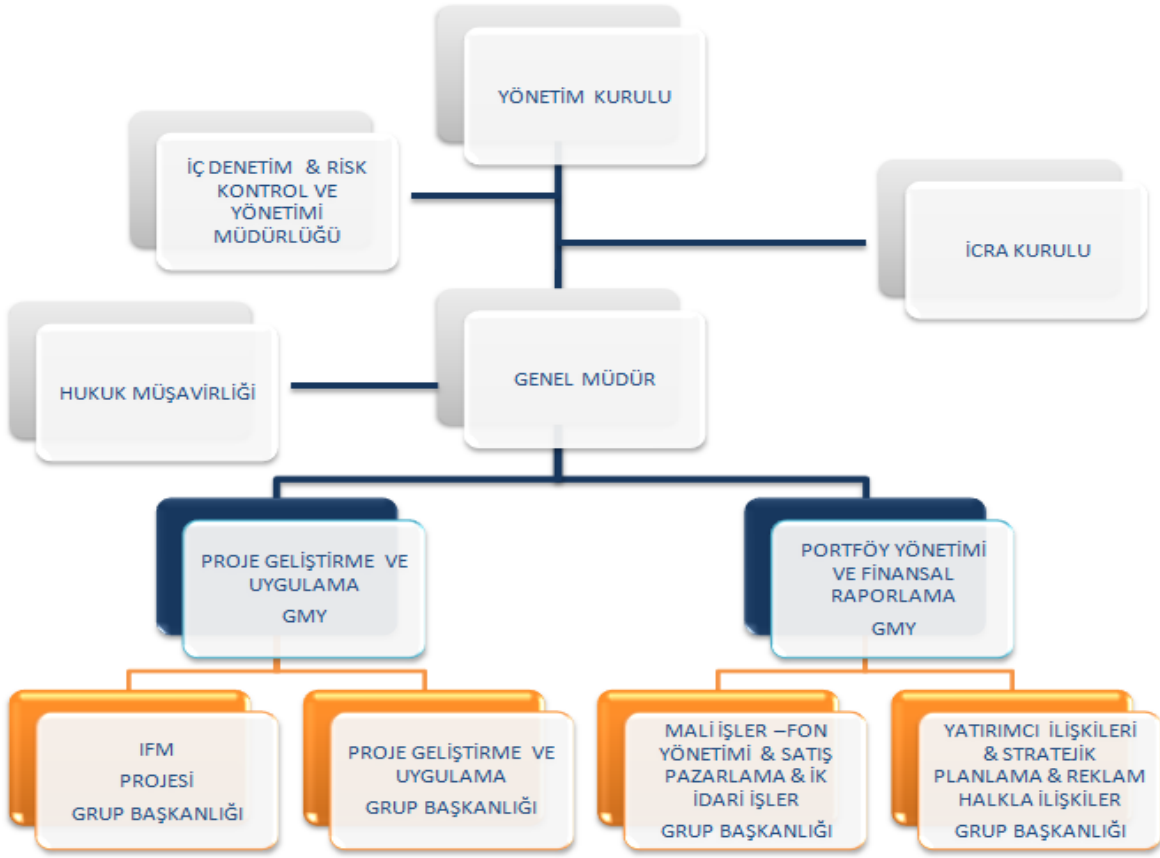 YÖNETİM KURULU
İÇ DENETİM & RİSK
KONTROL VE
YÖNETİMİ
MÜDÜRLÜĞÜ
İCRA KURULU
HUKUK MÜŞAVİRLİĞİ
GENEL MÜDÜR
PROJE GELİŞTİRME VE
UYGULAMA
GMY
PORTFÖY YÖNETİMİ
VE FİNANSAL
RAPORLAMA
GMY
IFM
PROJESİ
GRUP BAŞKANLIĞI
PROJE GELİŞTİRME VE
UYGULAMA
GRUP BAŞKANLIĞI
MALİ İŞLER –FON
YÖNETİMİ & SATIŞ
PAZARLAMA & İK
İDARİ İŞLER
GRUP BAŞKANLIĞI
YATIRIMCI İLİŞKİLERİ
& STRATEJİK
PLANLAMA & REKLAM
HALKLA İLİŞKİLER
GRUP BAŞKANLIĞI